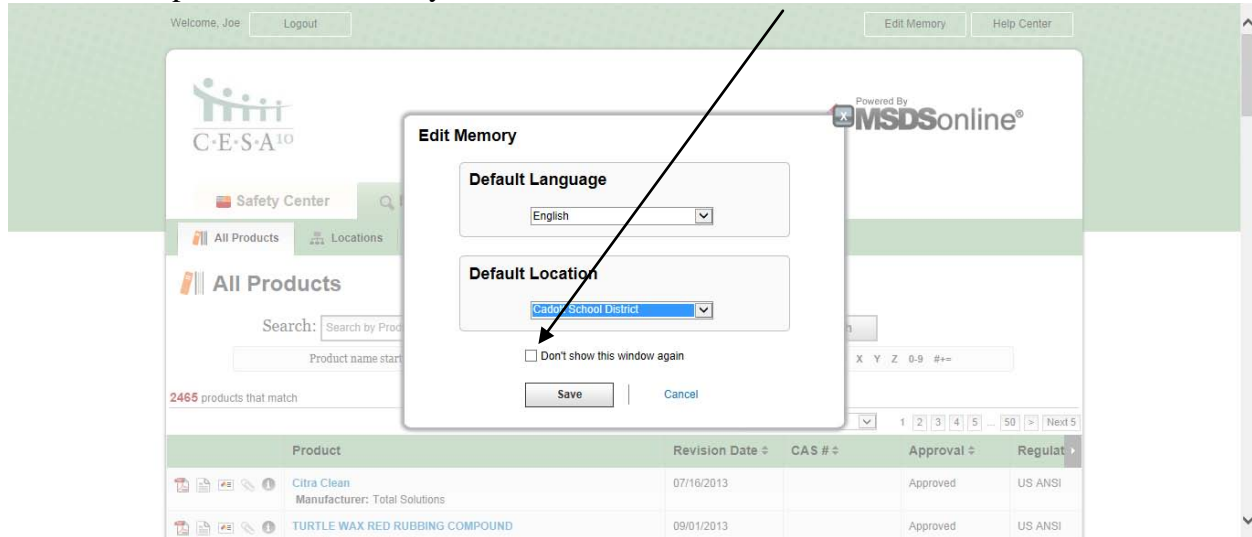 Welcome, Joe Logout Edit Memory Help Center
C·E·S·A 10
Powered By
MSDSonline®
Edit Memory
Default Language
English
Safety Center
All Products Locations
Default Location
All Products
Cadott School District
Search: Search by Prod
Don't show this window again
Product name start X Y Z 0-9 #+=
Save Cancel
2465 products that match
1 2 3 4 5 ... 50 > Next 5
Product Revision Date CAS # Approval Regulat
Citra Clean 07/16/2013 Approved US ANSI
Manufacturer: Total Solutions
TURTLE WAX RED RUBBING COMPOUND 09/01/2013 Approved US ANSI